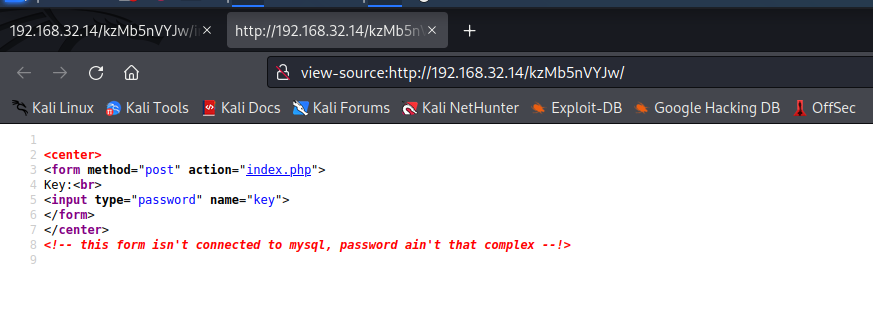 192.168.32.14/kzMb5nVYJw/i
http://192.168.32.14/kzMb5nV
view-source:http://192.168.32.14/kzMb5nVYJw/
Kali Linux Kali Tools Kali Docs Kali Forums Kali NetHunter Exploit-DB Google Hacking DB OffSec
1
2 <center>
3 <form method="post" action="index.php">
4 Key:<br>
5 <input type="password" name="key">
6 </form>
7 </center>
8 <!-- this form isn't connected to mysql, password ain't that complex --!>
9